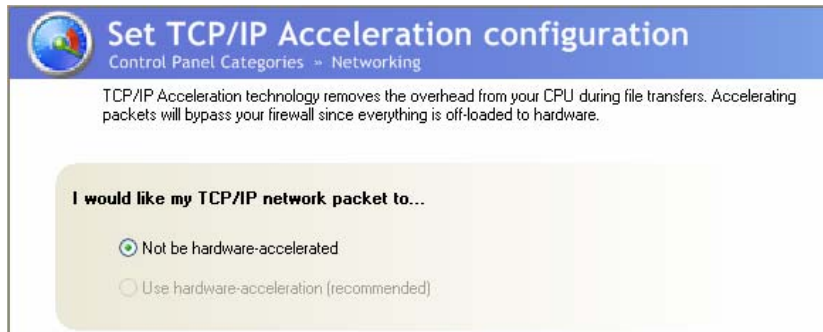 Set TCP/IP Acceleration configuration
Control Panel Categories » Networking
TCP/IP Acceleration technology removes the overhead from your CPU during file transfers. Accelerating
packets will bypass your firewall since everything is off-loaded to hardware.
I would like my TCP/IP network packet to...
Not be hardware-accelerated
Use hardware-acceleration (recommended)